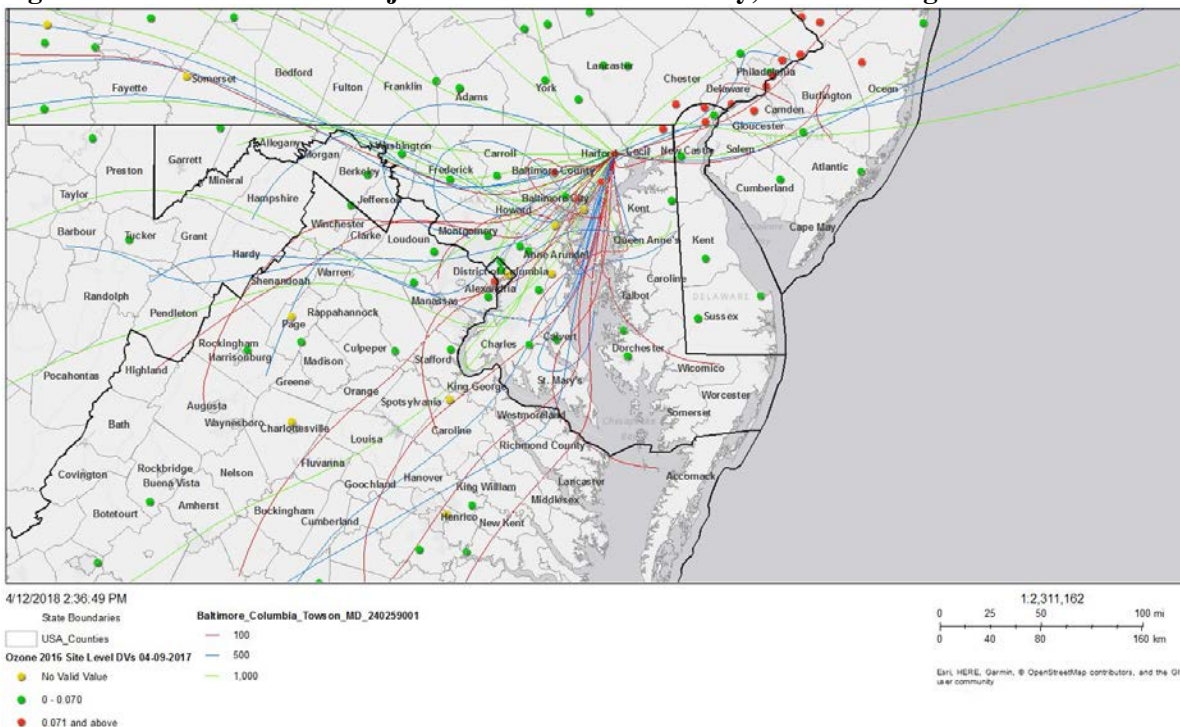 Lancaster
Chester
Philadelphia
Somerset
Bedford
Fayette
Fulton
Franklin
Adams
York
Delaware
Burlington
Ocean
Camden
Gloucester
Allegany
Washington
Morgan
Garrett
Preston
Carroll
Harford
Cecil
New Castle
Salem
Mineral
Berkeley
Frederick
Baltimore County
Atlantic
Taylor
Hampshire
Jefferson
Baltimore City
Cumberland
Howard
Kent
Winchester
Barbour
Tucker
Grant
Clarke
Loudoun
Montgomery
Queen Anne's
Kent
Cape May
Hardy
Anne Arundel
Warren
District of Columbia
Shenandoah
Caroline
Alexandria
Talbot
DELAWARE
Randolph
Manassas
Pendleton
Rappahannock
Page
Sussex
Rockingham
Harrisonburg
Madison
Culpeper
Stafford
Charles
Calvert
Dorchester
Pocahontas
Highland
Greene
King George
St. Mary's
Wicomico
Orange
Augusta
Spotsylvania
Worcester
Somerset
Bath
Waynesboro
Charlottesville
Caroline
Westmoreland
Louisa
Richmond County
Fluvanna
Covington
Rockbridge
Nelson
Buena Vista
Goochland
Hanover
King William
Lancaster
Accomack
Botetourt
Amherst
Buckingham
Cumberland
Henrico
New Kent
Middlesex
4/12/2018 2:36:49 PM
State Boundaries
USA_Counties
Ozone 2016 Site Level DVs 04-09-2017
No Valid Value
0 - 0.070
0.071 and above
Baltimore_Columbia_Towson_MD_240259001
100
500
1,000
1:2,311,162
0 25 50 100 mi
0 40 80 160 km
Esri, HERE, Garmin, © OpenStreetMap contributors, and the
user community